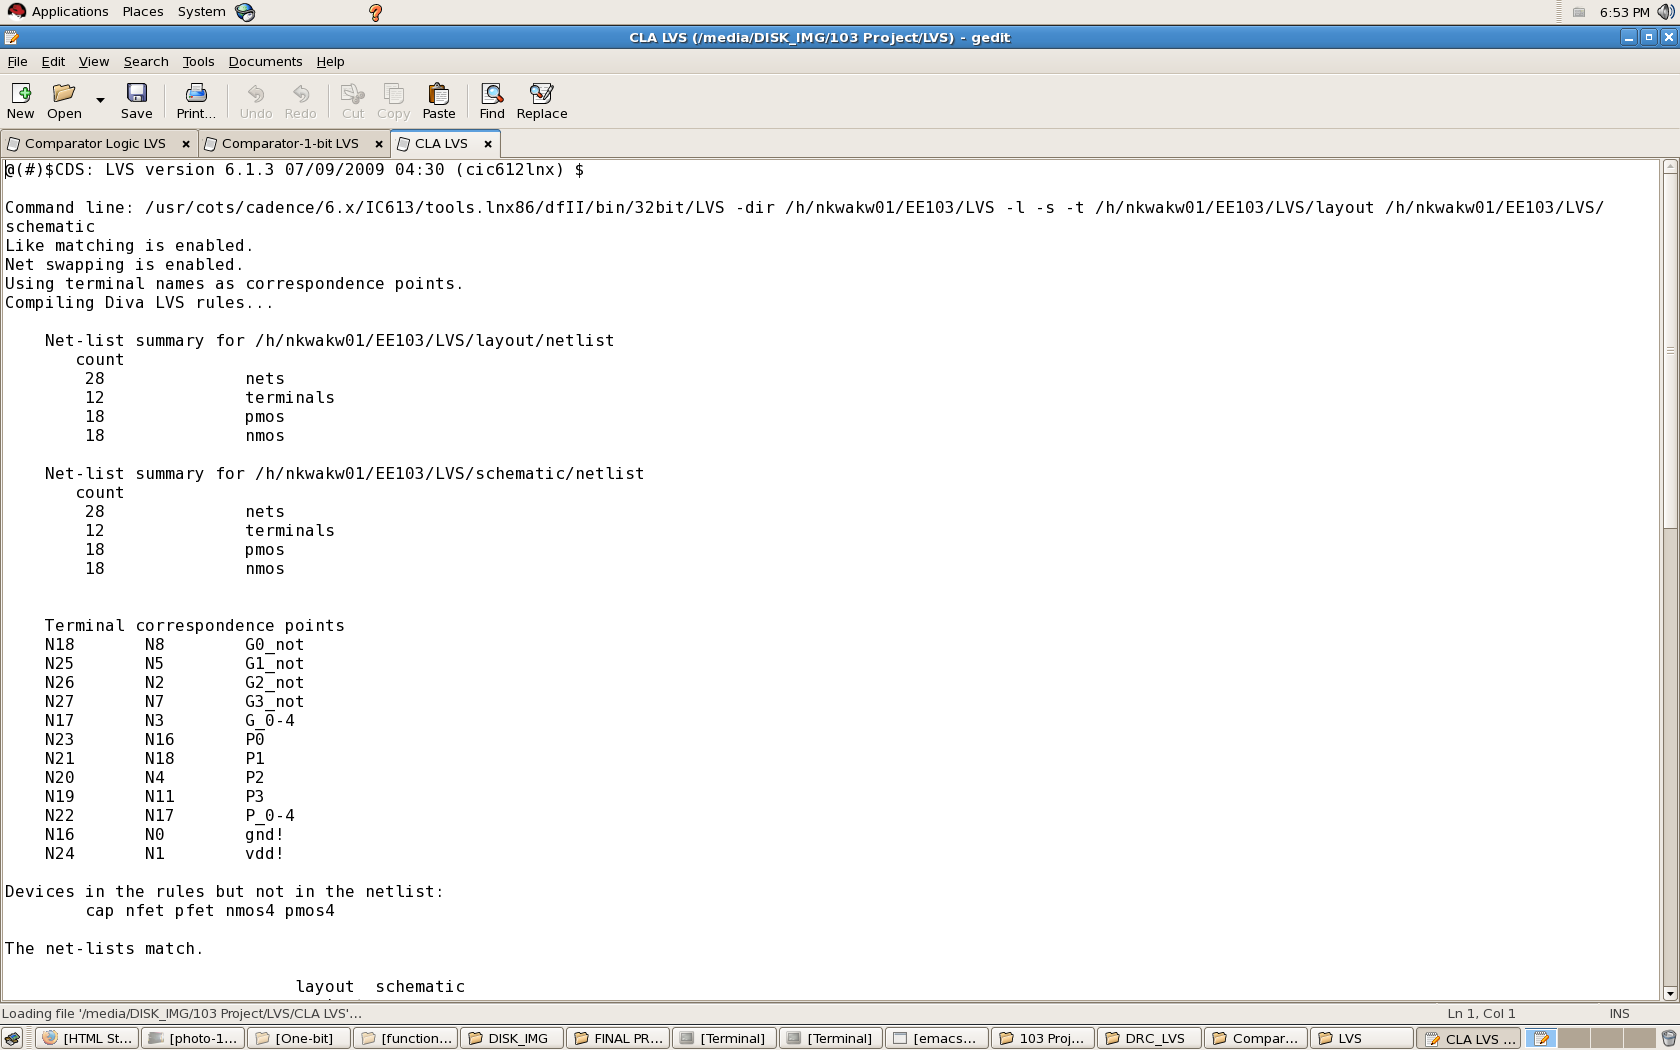 Applications Places System 6:53 PM
CLA LVS (/media/DISK_IMG/103 Project/LVS) - gedit
File Edit View Search Tools Documents Help
New Open Save Print... Undo Redo Cut Copy Paste Find Replace
Comparator Logic LVS Comparator-1-bit LVS CLA LVS
@(#)$CDS: LVS version 6.1.3 07/09/2009 04:30 (cic612lnx) $
Command line: /usr/cots/cadence/6.x/IC613/tools.lnx86/dfII/bin/32bit/LVS -dir /h/nkwakw01/EE103/LVS -l -s -t /h/nkwakw01/EE103/LVS/layout /h/nkwakw01/EE103/LVS/
schematic
Like matching is enabled.
Net swapping is enabled.
Using terminal names as correspondence points.
Compiling Diva LVS rules...
Net-list summary for /h/nkwakw01/EE103/LVS/layout/netlist
count
28 nets
12 terminals
18 pmos
18 nmos
Net-list summary for /h/nkwakw01/EE103/LVS/schematic/netlist
count
28 nets
12 terminals
18 pmos
18 nmos
Terminal correspondence points
N18 N8 G0_not
N25 N5 G1_not
N26 N2 G2_not
N27 N7 G3_not
N17 N3 G_0-4
N23 N16 P0
N21 N18 P1
N20 N4 P2
N19 N11 P3
N22 N17 P_0-4
N16 N0 gnd!
N24 N1 vdd!
Devices in the rules but not in the netlist:
cap nfet pfet nmos4 pmos4
The net-lists match.
layout schematic
Loading file '/media/DISK_IMG/103 Project/LVS/CLA LVS'... Ln 1, Col 1 INS
[HTML St... [photo-1... [One-bit] [function... DISK_IMG FINAL PR... [Terminal] [Terminal] [emacs... 103 Proj... DRC_LVS Compar... LVS CLA LVS ...